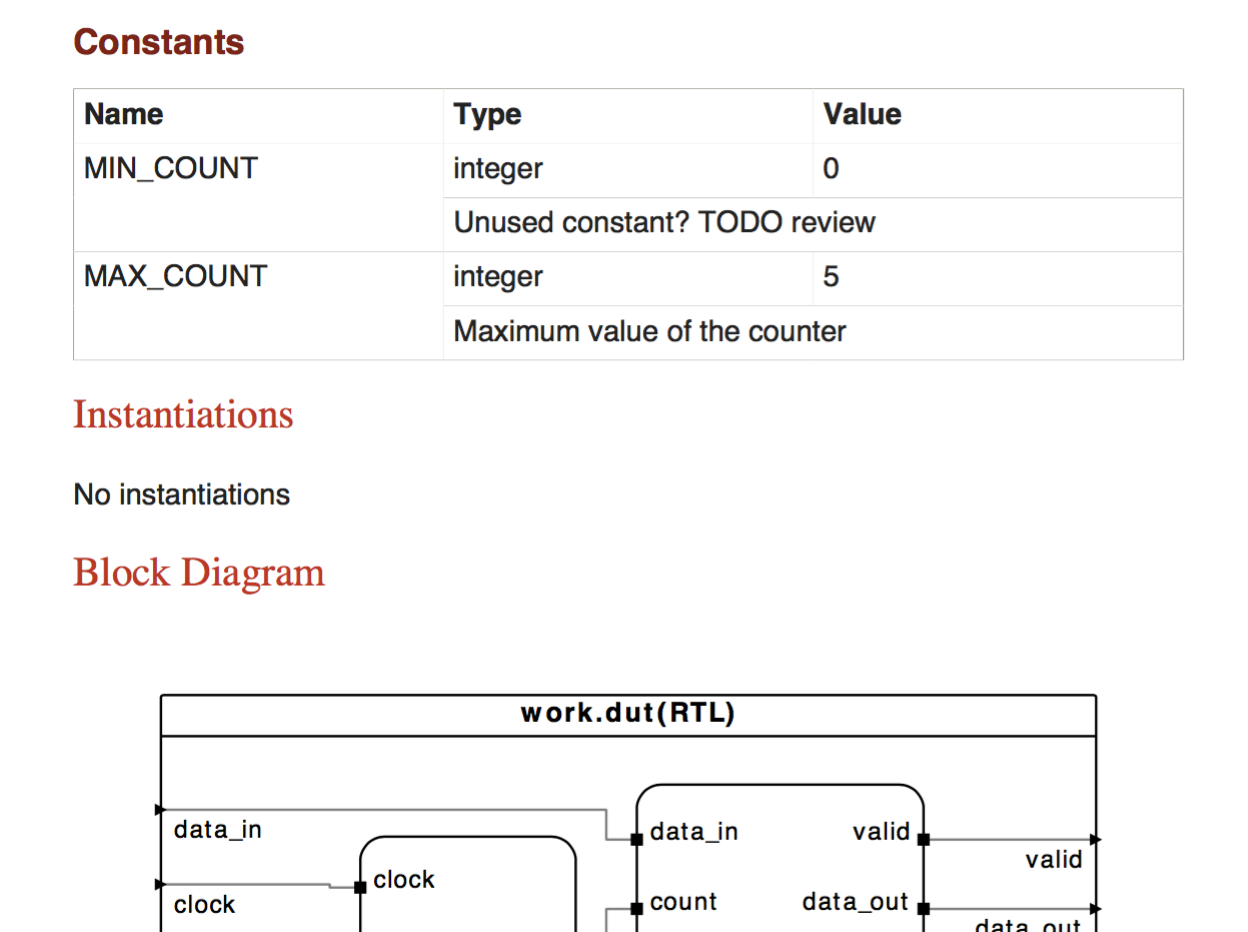 Constants
Name Type Value
MIN_COUNT integer 0
Unused constant? TODO review
MAX_COUNT integer 5
Maximum value of the counter
Instantiations
No instantiations
Block Diagram
work.dut(RTL)
data_in
data_in valid
valid
clock
clock
count data_out
data_out